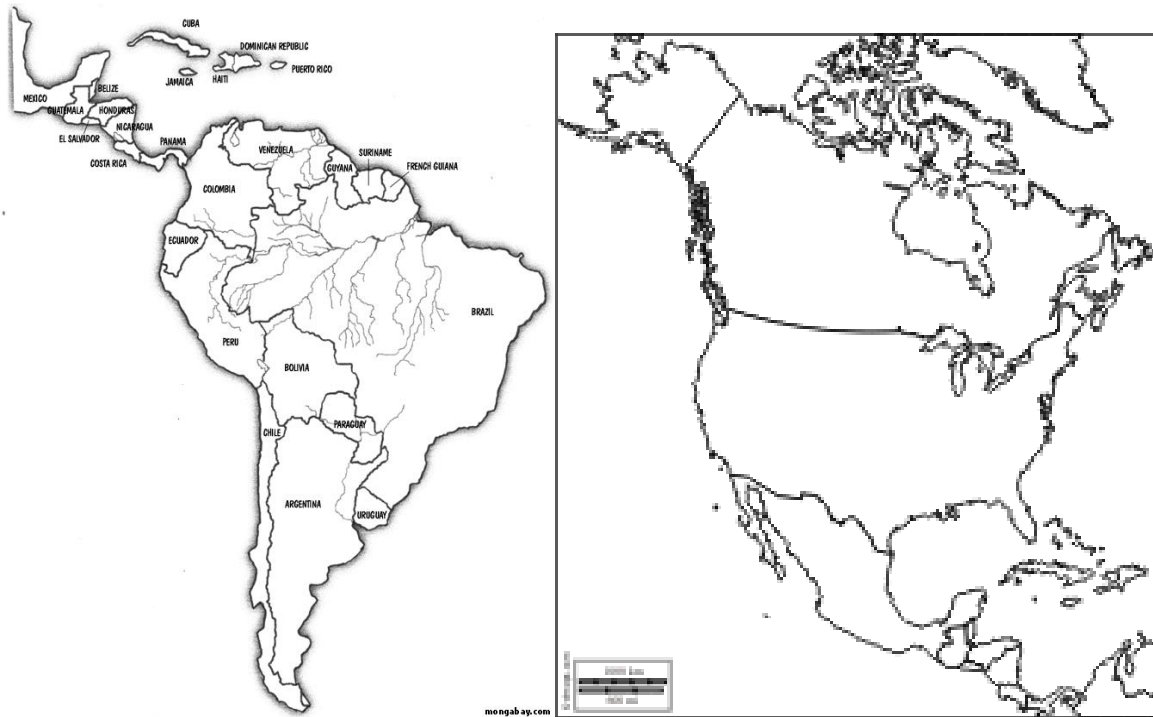 CUBA
DOMINICAN REPUBLIC
PUERTO RICO
JAMAICA
HAITI
BELIZE
MEXICO
GUATEMALA
HONDURAS
NICARAGUA
EL SALVADOR
PANAMA
COSTA RICA
VENEZUELA
SURINAME
GUYANA
FRENCH GUIANA
COLOMBIA
ECUADOR
BRAZIL
PERU
BOLIVIA
PARAGUAY
CHILE
ARGENTINA
URUGUAY
mongabay.com